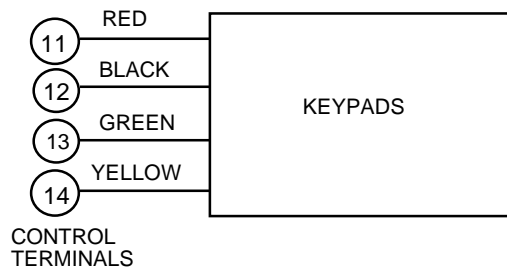 RED
11
BLACK
12
KEYPADS
GREEN
13
YELLOW
14
CONTROL
TERMINALS